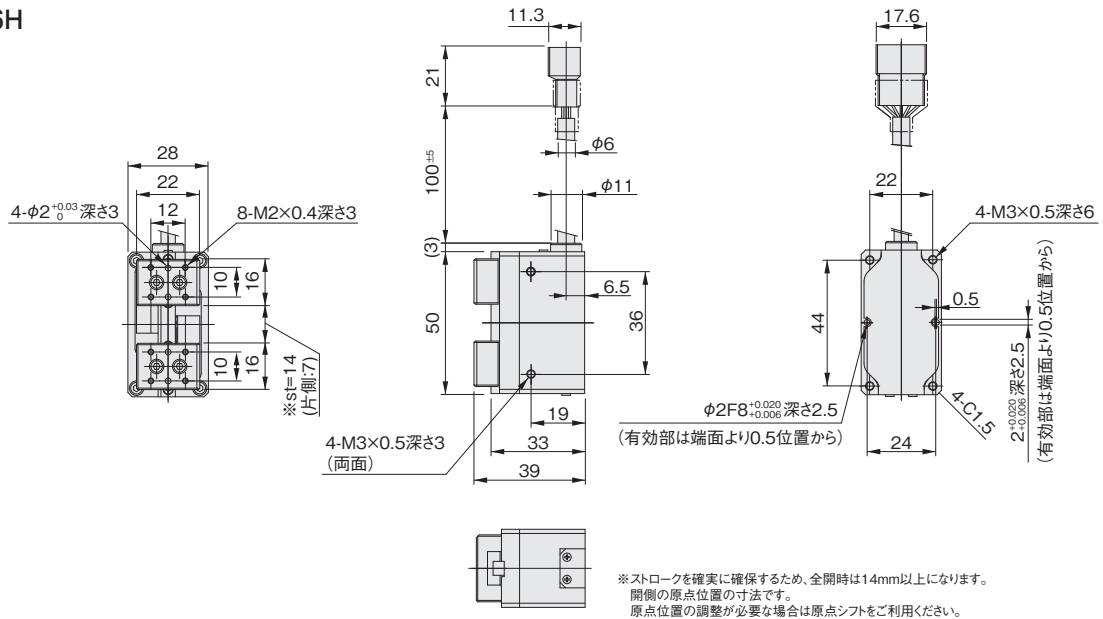 6H
11.3
21
100±5
(3)
50
φ6
φ11
6.5
36
19
33
39
4-M3×0.5深さ3
(両面)
28
22
12
4-φ2 +0.03 0 深さ3
8-M2×0.4深さ3
10
16
10
16
※st=14
(片側:7)
17.6
22
4-M3×0.5深さ6
0.5
44
24
4-C1.5
φ2F8 +0.020 +0.006 深さ2.5
(有効部は端面より0.5位置から)
2 +0.020 +0.006 深さ2.5
(有効部は端面より0.5位置から)
※ストロークを確実に確保するため、全開時は14mm以上になります。
開側の原点位置の寸法です。
原点位置の調整が必要な場合は原点シフトをご利用ください。